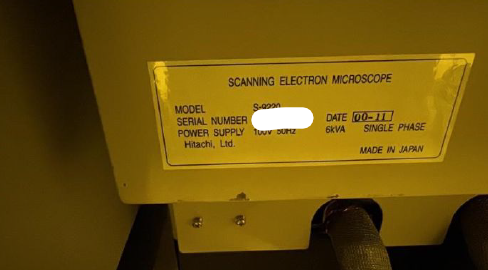 SCANNING ELECTRON MICROSCOPE
MODEL S-9220
SERIAL NUMBER DATE 00-11
POWER SUPPLY 100V 50Hz 6kVA SINGLE PHASE
Hitachi, Ltd.
MADE IN JAPAN